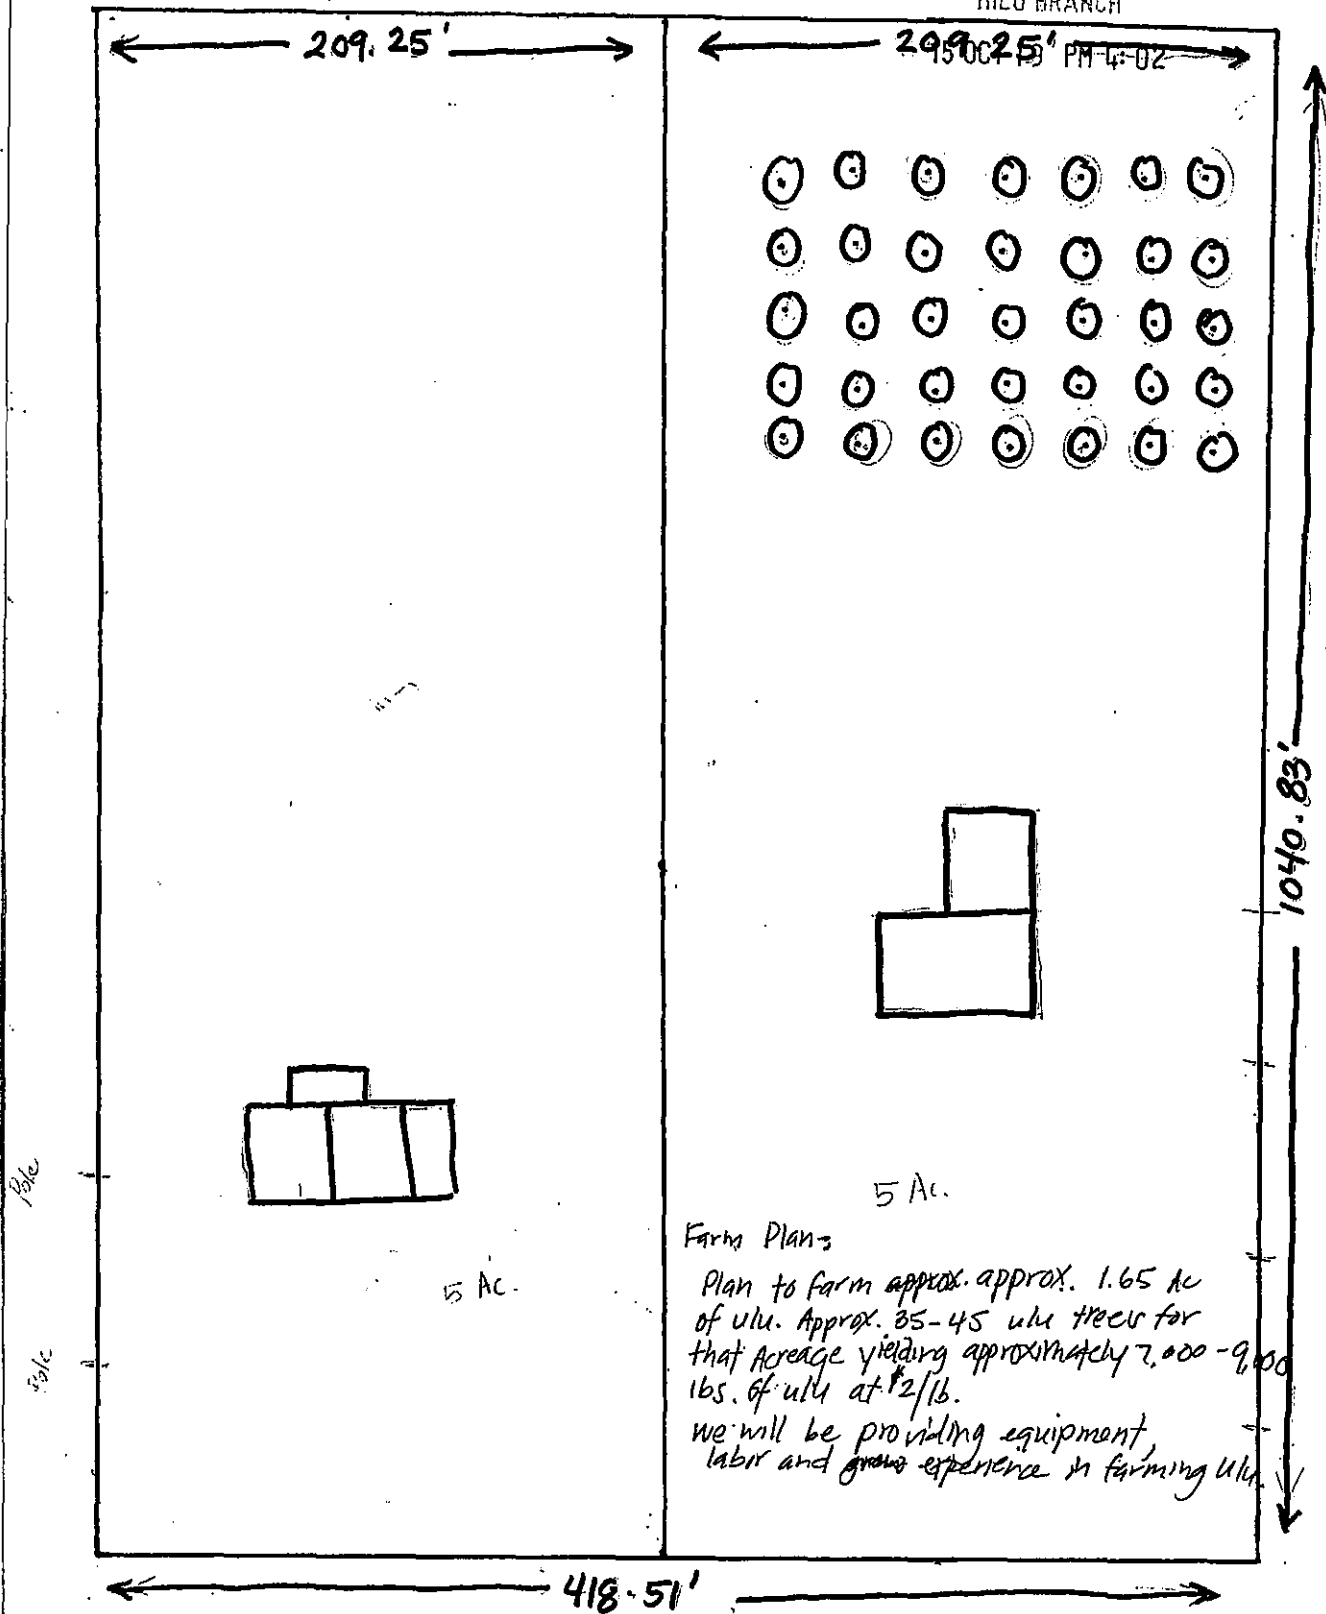 HILO BRANCH
209.25'
209.25'
PM 4:02
1040.83'
5 Ac.
Pole
5 Ac.
Pole
Farm Plan:
Plan to farm approx. approx. 1.65 Ac
of ulu. Approx. 35-45 ulu trees for
that Acreage yielding approximately 7,000-9,000
lbs. of ulu at $2/lb.
we will be providing equipment,
labor and experience in farming ulu.
418.51'